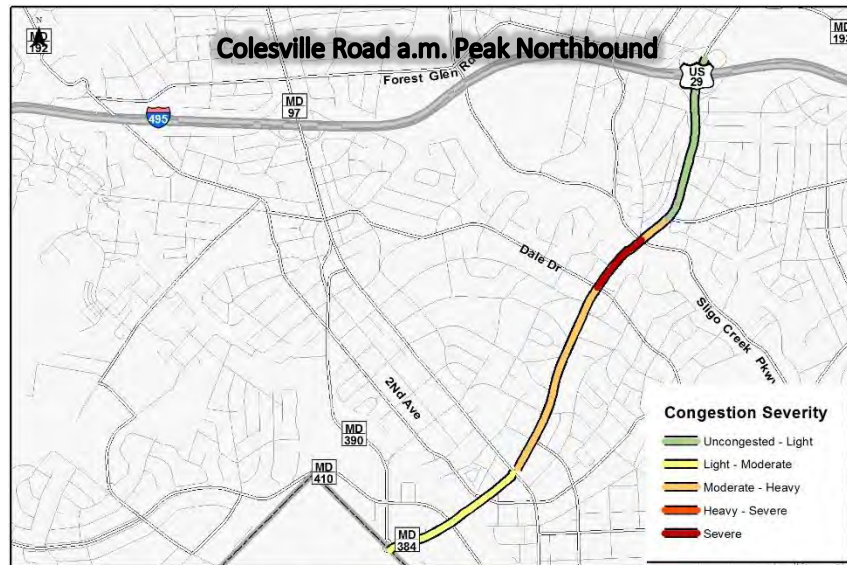 Colesville Road a.m. Peak Northbound
N
MD
192
MD
193
US
29
Forest Glen Rd
MD
97
495
Dale Dr
Sligo Creek Pkwy
2Nd Ave
MD
390
MD
410
MD
384
Congestion Severity
Uncongested - Light
Light - Moderate
Moderate - Heavy
Heavy - Severe
Severe